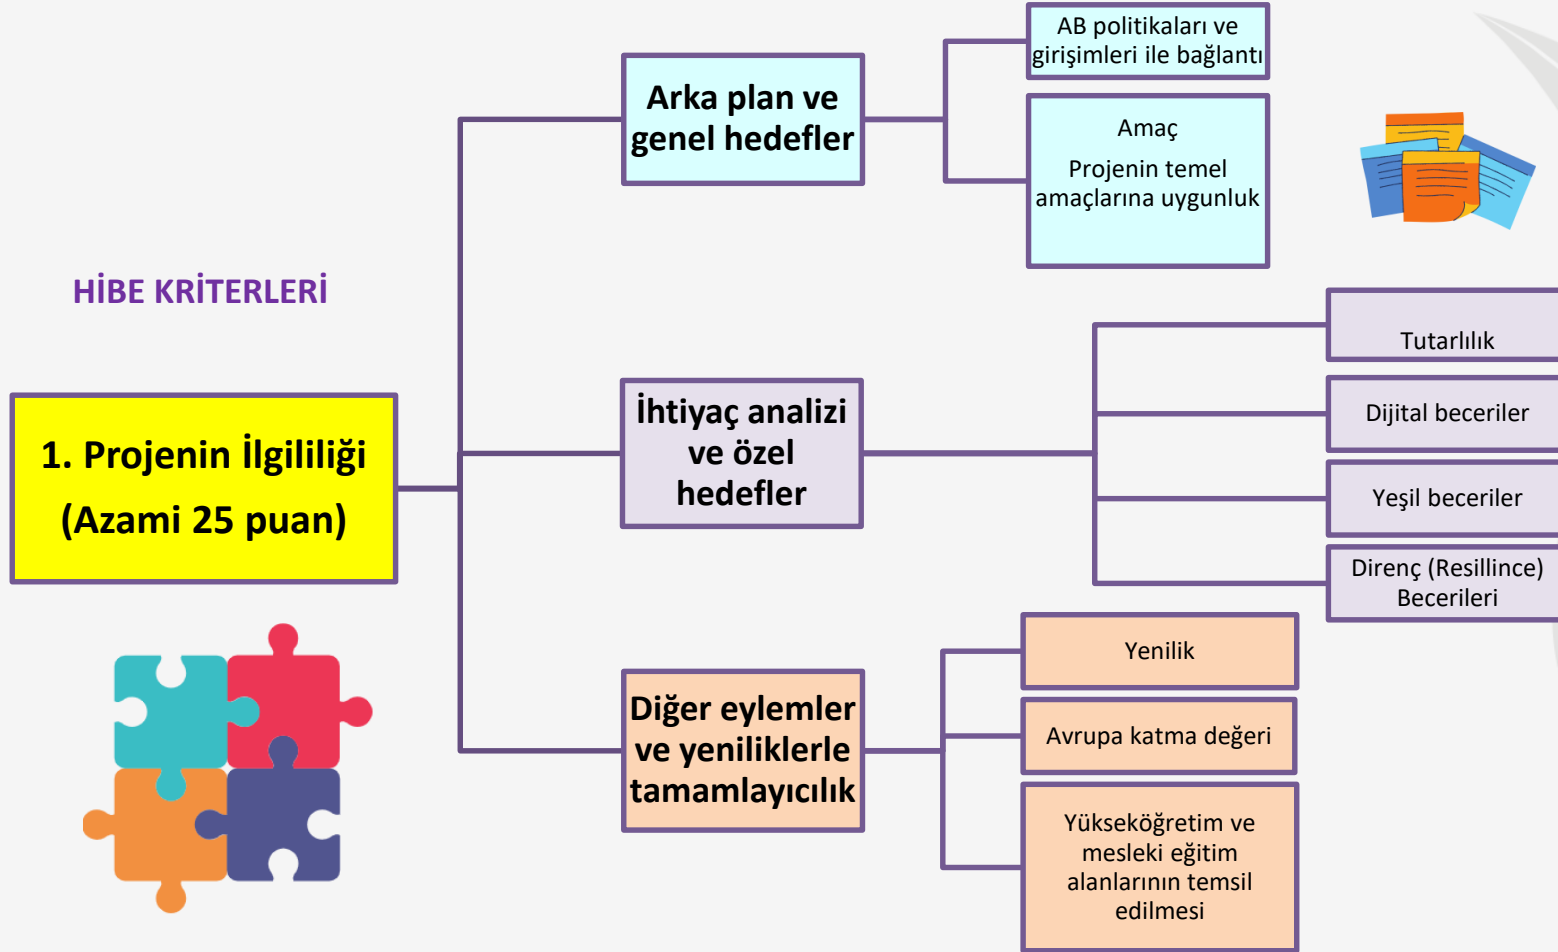 HİBE KRİTERLERİ
1. Projenin İlgililiği
(Azami 25 puan)
Arka plan ve
genel hedefler
AB politikaları ve
girişimleri ile bağlantı
Amaç
Projenin temel
amaçlarına uygunluk
İhtiyaç analizi
ve özel
hedefler
Tutarlılık
Dijital beceriler
Yeşil beceriler
Direnç (Resillince)
Becerileri
Diğer eylemler
ve yeniliklerle
tamamlayıcılık
Yenilik
Avrupa katma değeri
Yükseköğretim ve
mesleki eğitim
alanlarının temsil
edilmesi